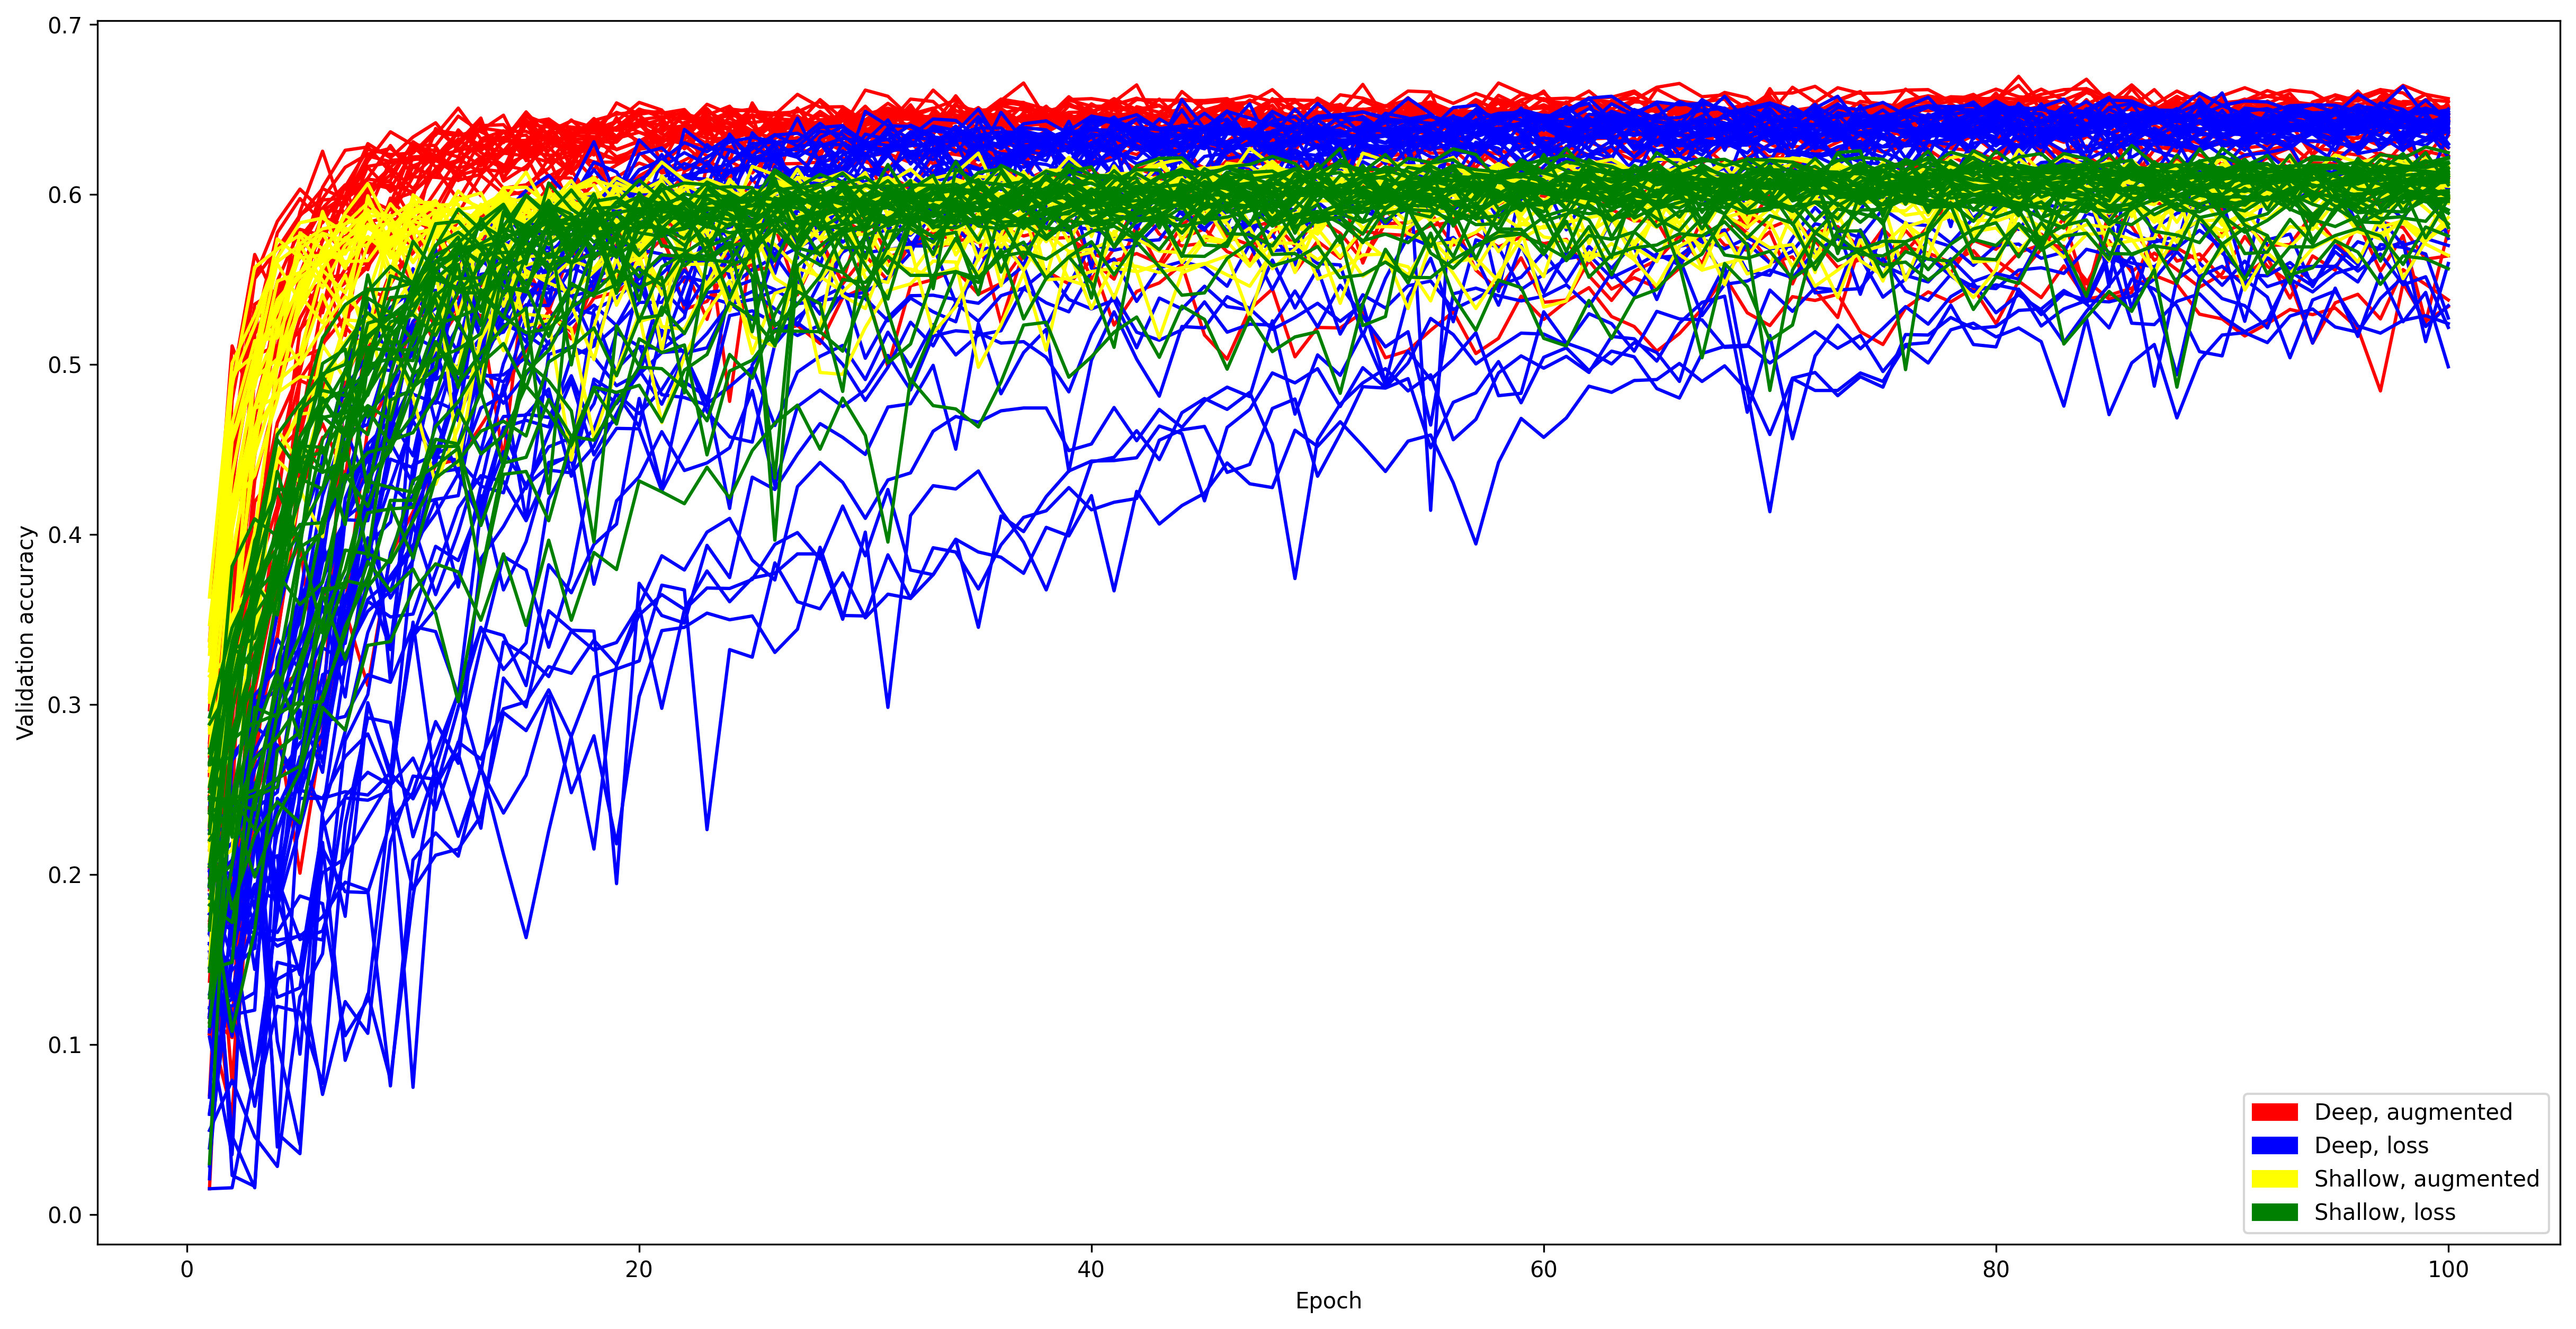 0.7
0.6
0.5
0.4
0.3
0.2
0.1
0.0
Validation accuracy
0 20 40 60 80 100
Epoch
Deep, augmented
Deep, loss
Shallow, augmented
Shallow, loss